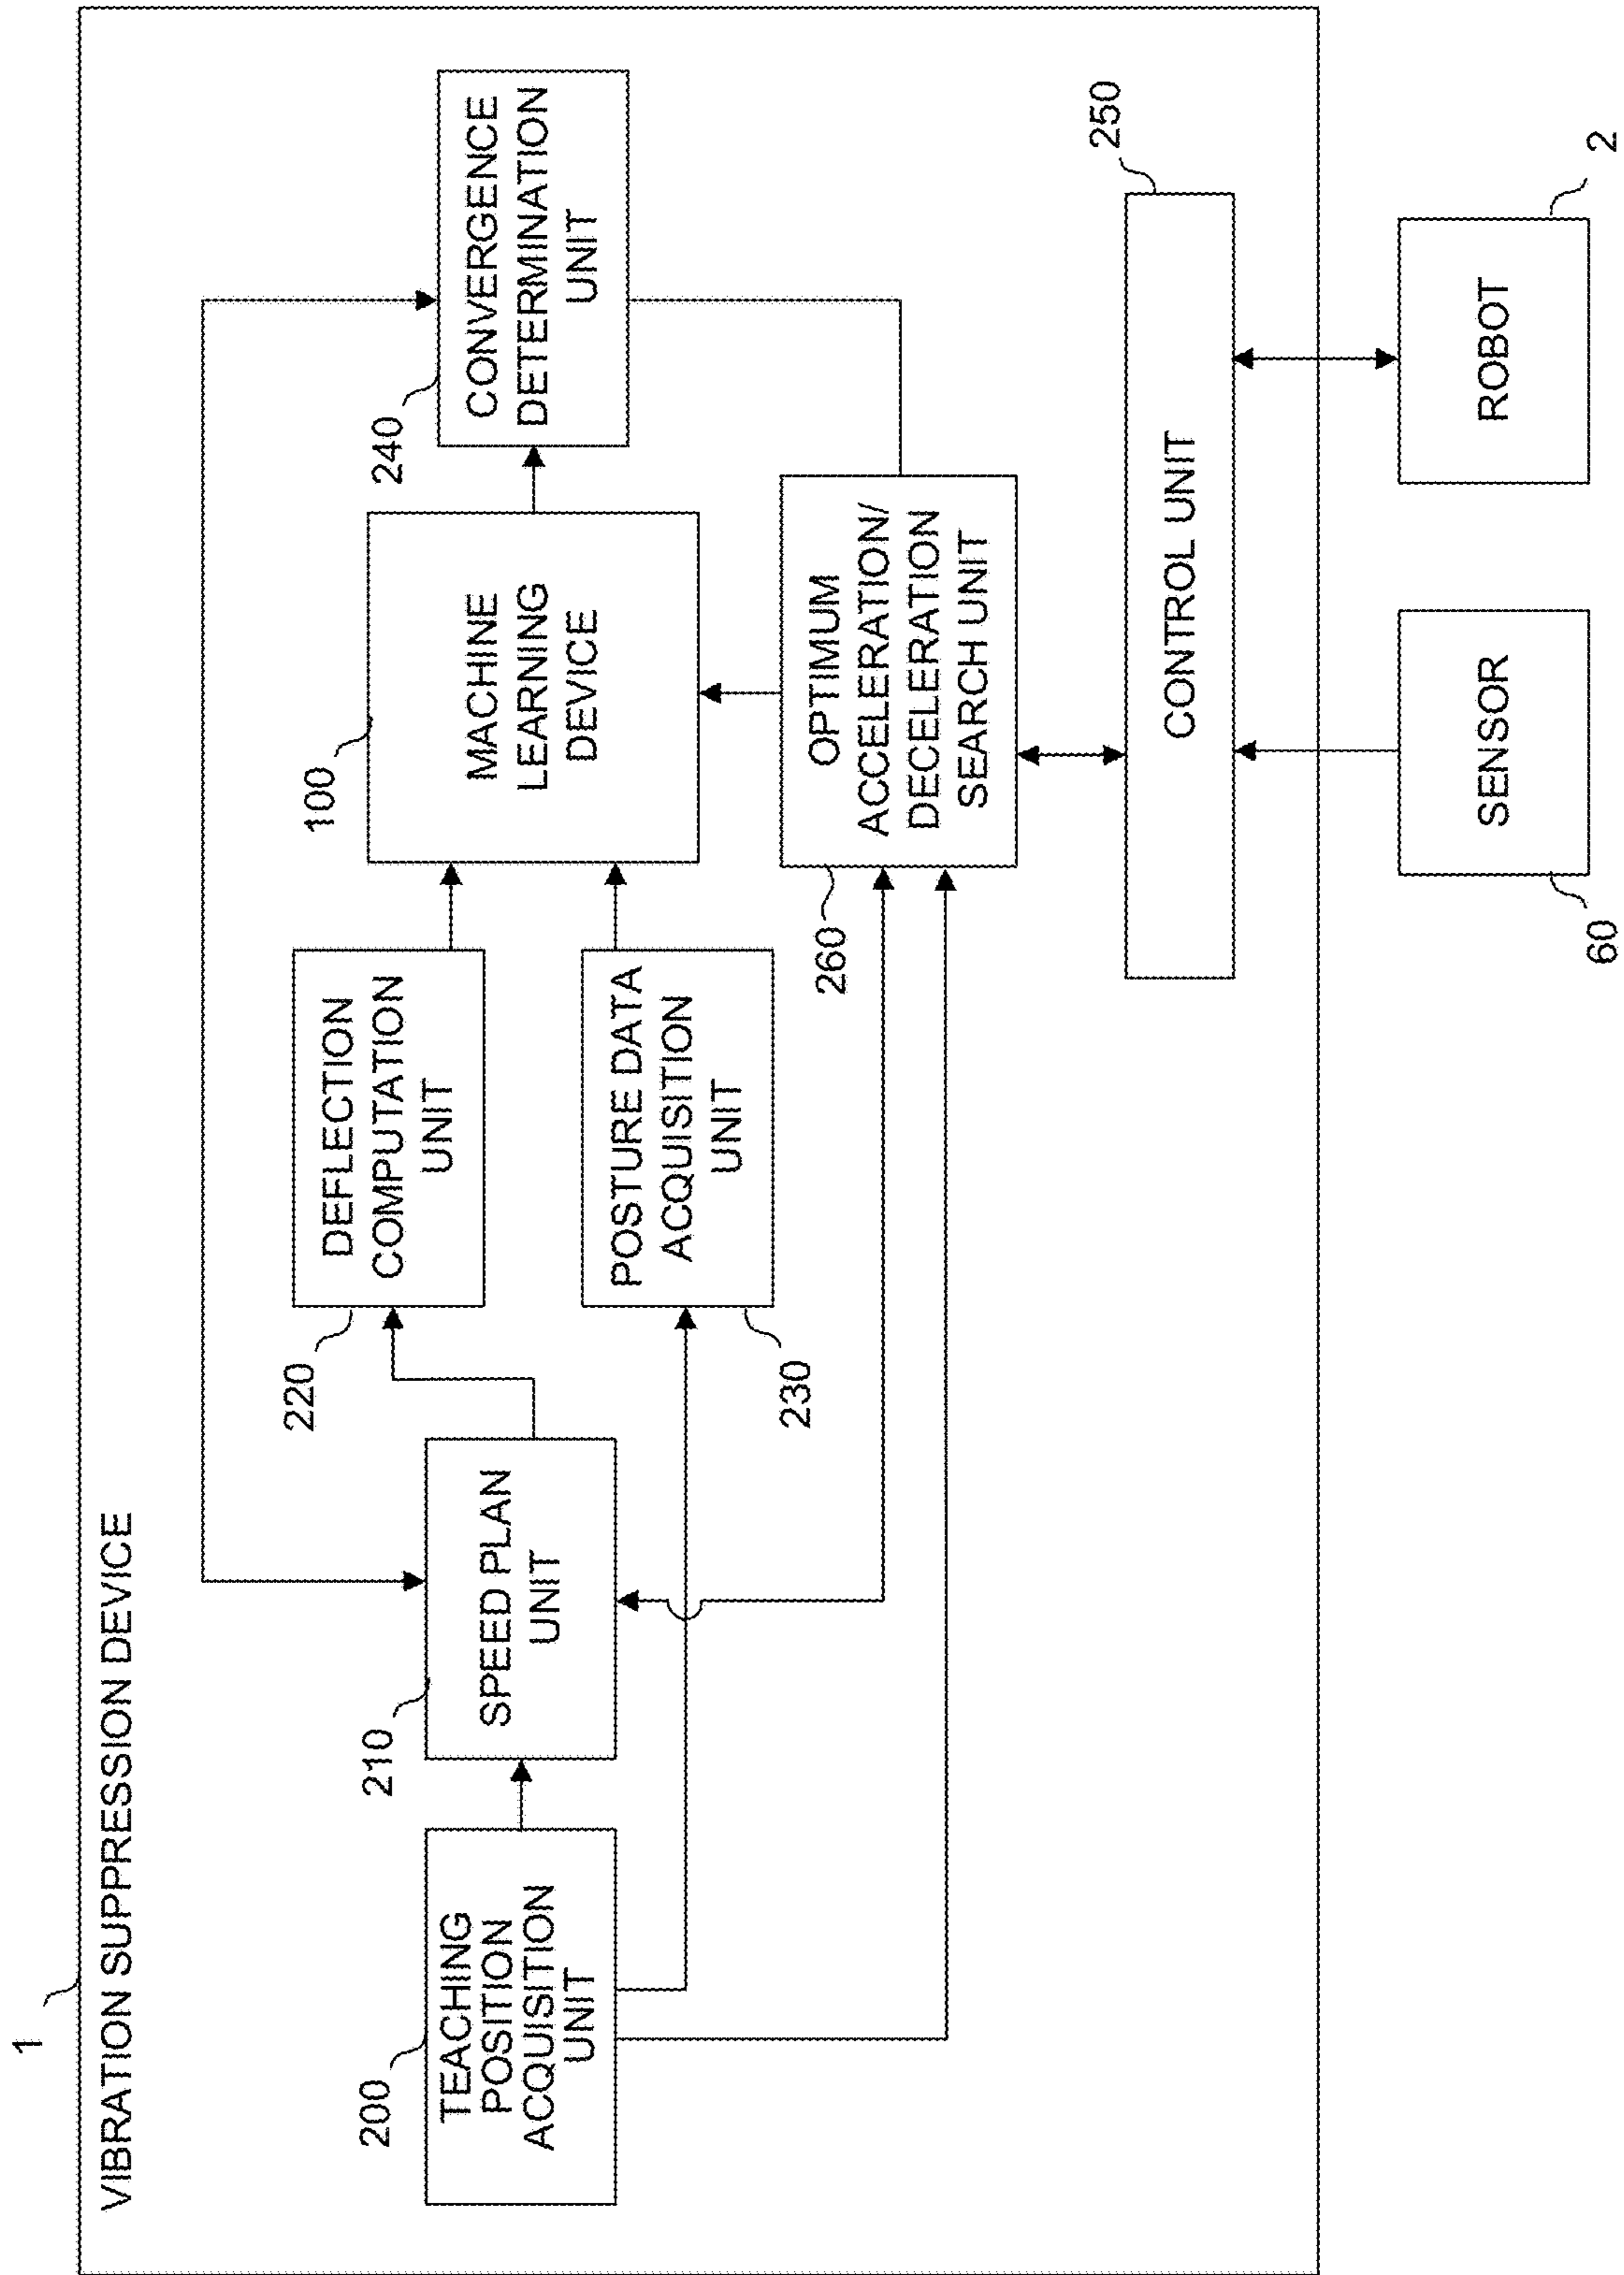 1
VIBRATION SUPPRESSION DEVICE
200
TEACHING
POSITION
ACQUISITION
UNIT
210
SPEED PLAN
UNIT
220
DEFLECTION
COMPUTATION
UNIT
230
POSTURE DATA
ACQUISITION
UNIT
100
MACHINE
LEARNING
DEVICE
240
CONVERGENCE
DETERMINATION
UNIT
260
OPTIMUM
ACCELERATION/
DECELERATION
SEARCH UNIT
250
CONTROL UNIT
60
SENSOR
ROBOT
2